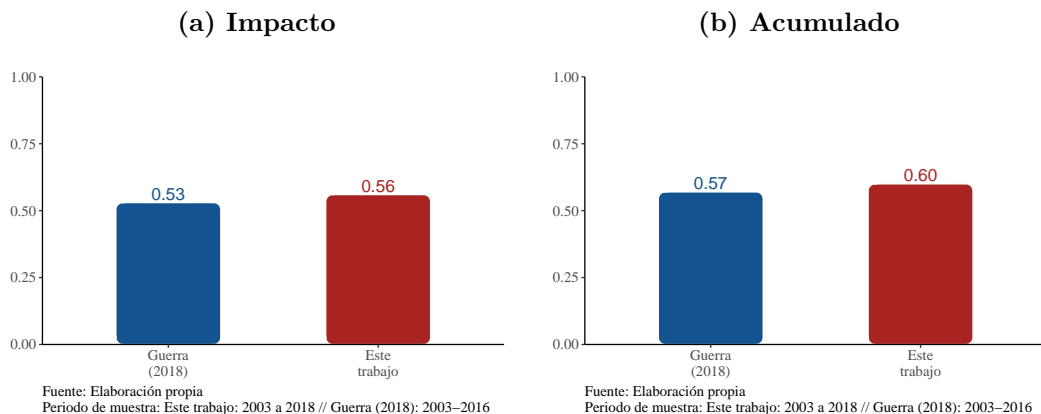 (a) Impacto
1.00
0.75
0.50
0.25
0.00
0.53
0.56
Guerra
(2018)
Este
trabajo
Fuente: Elaboración propia
Periodo de muestra: Este trabajo: 2003 a 2018 // Guerra (2018): 2003–2016
(b) Acumulado
1.00
0.75
0.50
0.25
0.00
0.57
0.60
Guerra
(2018)
Este
trabajo
Fuente: Elaboración propia
Periodo de muestra: Este trabajo: 2003 a 2018 // Guerra (2018): 2003–2016